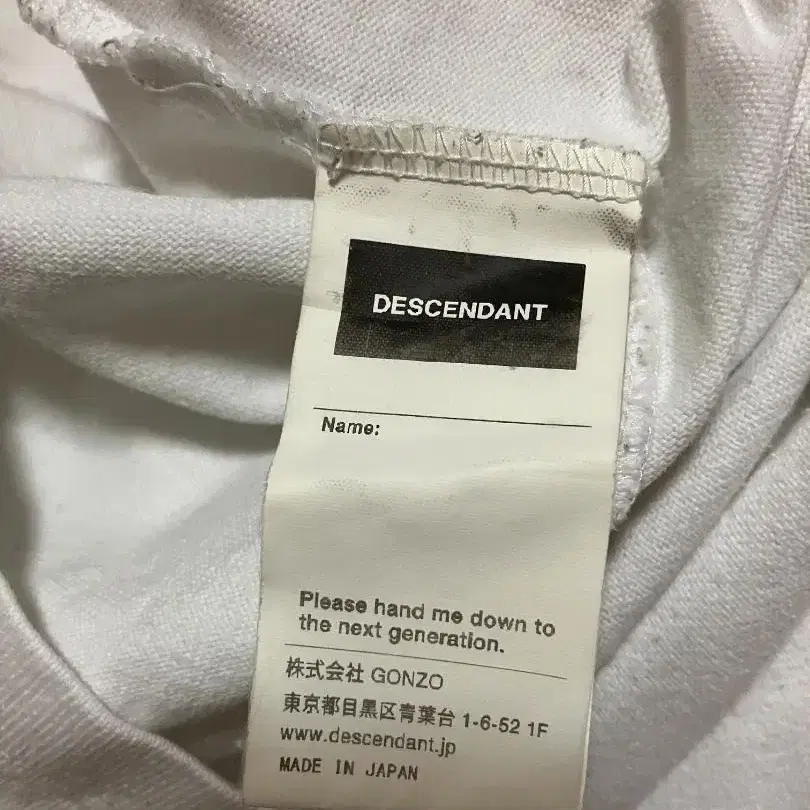 DESCENDANT
Name:
Please hand me down to
the next generation.
株式会社 GONZO
東京都目黒区青葉台 1-6-52 1F
www.descendant.jp
MADE IN JAPAN